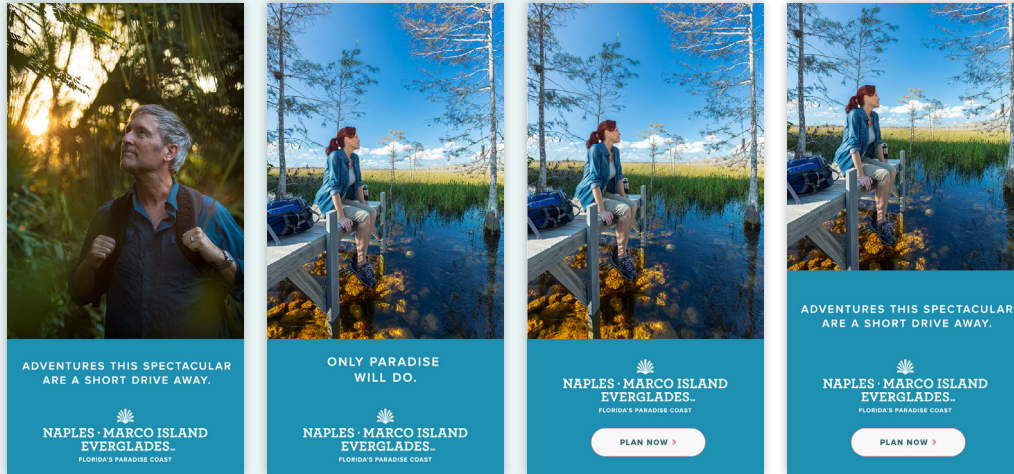 ADVENTURES THIS SPECTACULAR
ARE A SHORT DRIVE AWAY.
NAPLES · MARCO ISLAND
EVERGLADES
FLORIDA'S PARADISE COAST
ONLY PARADISE
WILL DO.
NAPLES · MARCO ISLAND
EVERGLADES
FLORIDA'S PARADISE COAST
NAPLES · MARCO ISLAND
EVERGLADES
FLORIDA'S PARADISE COAST
PLAN NOW >
ADVENTURES THIS SPECTACULAR
ARE A SHORT DRIVE AWAY.
NAPLES · MARCO ISLAND
EVERGLADES
FLORIDA'S PARADISE COAST
PLAN NOW >